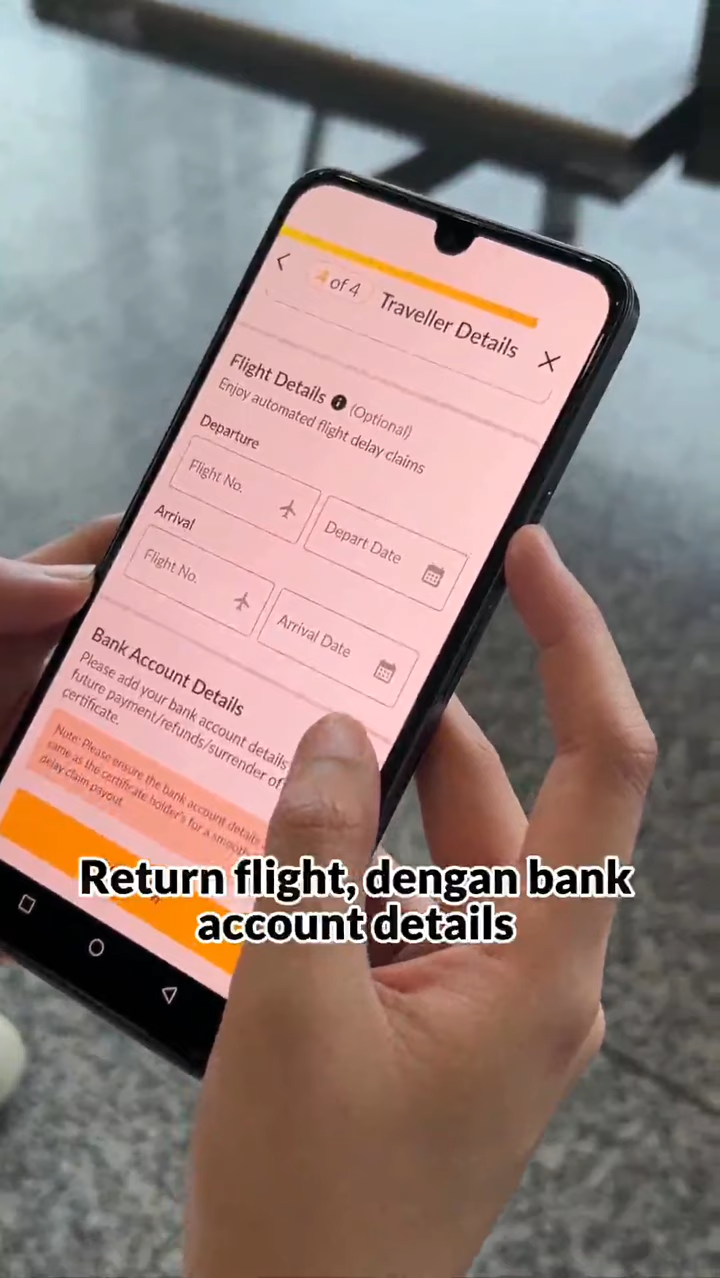 4 of 4 Traveller Details
Flight Details (Optional)
Enjoy automated flight delay claims
Departure
Flight No.
Depart Date
Arrival
Flight No.
Arrival Date
Bank Account Details
Please add your bank account details
future payment/refunds/surrender of
certificate.
Note: Please ensure the bank account details
same as the certificate holder's for a smooth
delay claim payout.
Return flight, dengan bank
account details